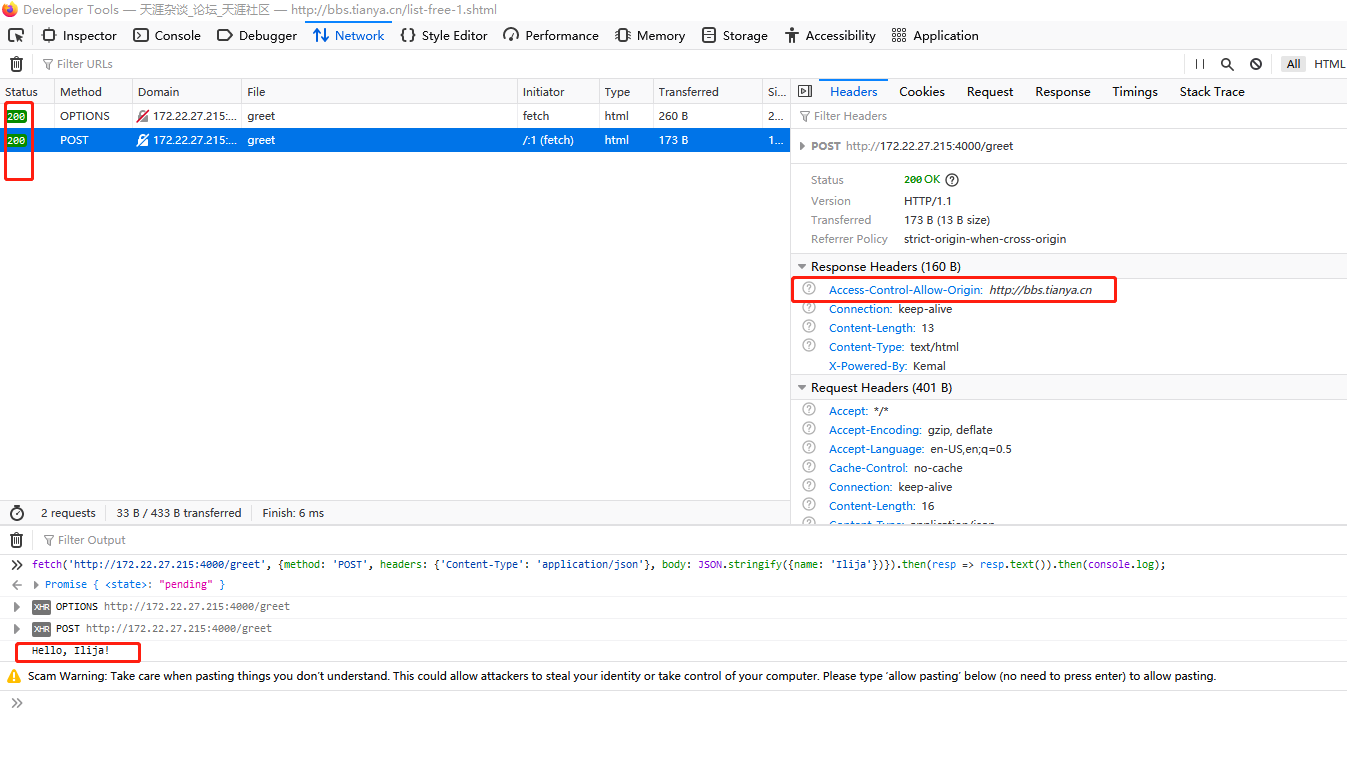 Developer Tools — 天涯杂谈_论坛_天涯社区 — http://bbs.tianya.cn/list-free-1.shtml
Inspector Console Debugger Network {} Style Editor Performance Memory Storage Accessibility Application
Filter URLs All HTML
Status Method Domain File Initiator Type Transferred Si...
200 OPTIONS 172.22.27.215:... greet fetch html 260 B 2...
200 POST 172.22.27.215:... greet /:1 (fetch) html 173 B 1...
Headers Cookies Request Response Timings Stack Trace
Filter Headers
POST http://172.22.27.215:4000/greet
Status 200 OK
Version HTTP/1.1
Transferred 173 B (13 B size)
Referrer Policy strict-origin-when-cross-origin
Response Headers (160 B)
Access-Control-Allow-Origin: http://bbs.tianya.cn
Connection: keep-alive
Content-Length: 13
Content-Type: text/html
X-Powered-By: Kemal
Request Headers (401 B)
Accept: */*
Accept-Encoding: gzip, deflate
Accept-Language: en-US,en;q=0.5
Cache-Control: no-cache
Connection: keep-alive
Content-Length: 16
Content-Type: application/json
2 requests 33 B / 433 B transferred Finish: 6 ms
Filter Output
fetch('http://172.22.27.215:4000/greet', {method: 'POST', headers: {'Content-Type': 'application/json'}, body: JSON.stringify({name: 'Ilija'})}).then(resp => resp.text()).then(console.log);
Promise { <state>: "pending" }
XHR OPTIONS http://172.22.27.215:4000/greet
XHR POST http://172.22.27.215:4000/greet
Hello, Ilija!
Scam Warning: Take care when pasting things you don't understand. This could allow attackers to steal your identity or take control of your computer. Please type 'allow pasting' below (no need to press enter) to allow pasting.